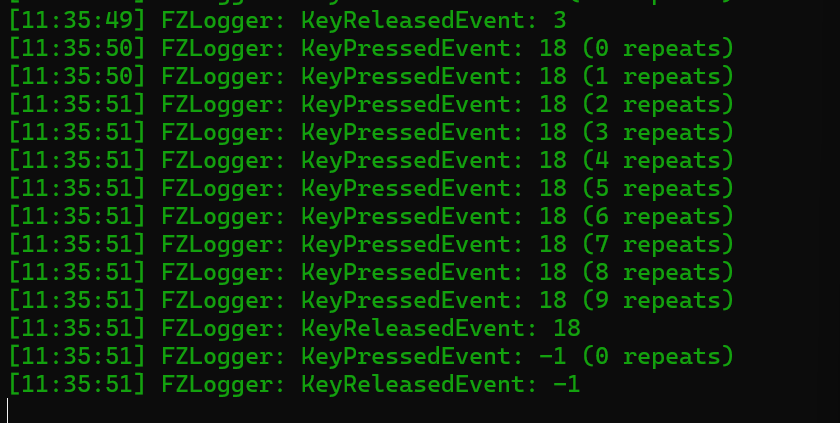 [11:35:49] FZLogger: KeyReleasedEvent: 3
[11:35:50] FZLogger: KeyPressedEvent: 18 (0 repeats)
[11:35:50] FZLogger: KeyPressedEvent: 18 (1 repeats)
[11:35:51] FZLogger: KeyPressedEvent: 18 (2 repeats)
[11:35:51] FZLogger: KeyPressedEvent: 18 (3 repeats)
[11:35:51] FZLogger: KeyPressedEvent: 18 (4 repeats)
[11:35:51] FZLogger: KeyPressedEvent: 18 (5 repeats)
[11:35:51] FZLogger: KeyPressedEvent: 18 (6 repeats)
[11:35:51] FZLogger: KeyPressedEvent: 18 (7 repeats)
[11:35:51] FZLogger: KeyPressedEvent: 18 (8 repeats)
[11:35:51] FZLogger: KeyPressedEvent: 18 (9 repeats)
[11:35:51] FZLogger: KeyReleasedEvent: 18
[11:35:51] FZLogger: KeyPressedEvent: -1 (0 repeats)
[11:35:51] FZLogger: KeyReleasedEvent: -1